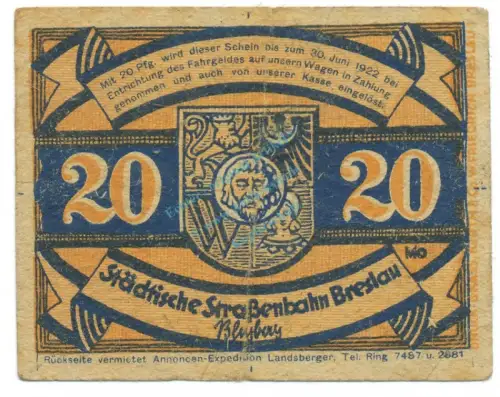 Mit 20 Pfg. wird dieser Schein bis zum 30. Juni 1922 bei
Entrichtung des Fahrgeldes auf unsern Wagen in Zahlung
genommen und auch von unserer Kasse eingelöst.
20 20
W
MO
Städtische Straßenbahn Breslau
Rückseite vermietet Annoncen-Expedition Landsberger, Tel. Ring 7487 u. 2881